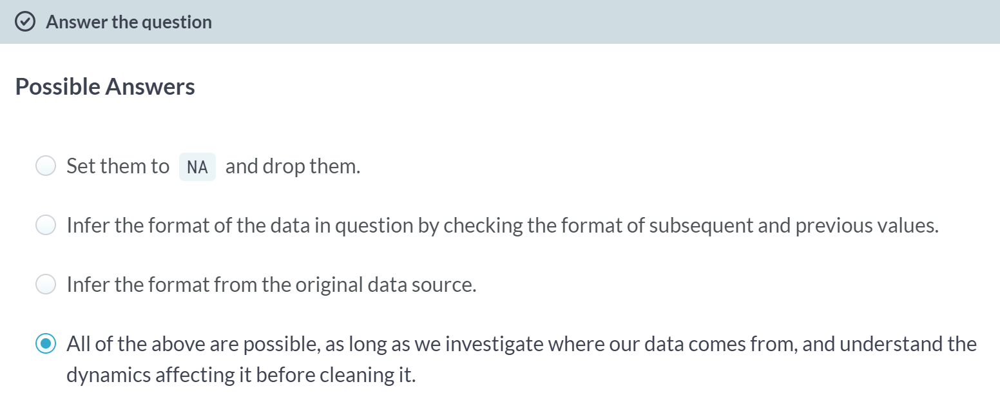 Answer the question
Possible Answers
Set them to NA and drop them.
Infer the format of the data in question by checking the format of subsequent and previous values.
Infer the format from the original data source.
All of the above are possible, as long as we investigate where our data comes from, and understand the
dynamics affecting it before cleaning it.